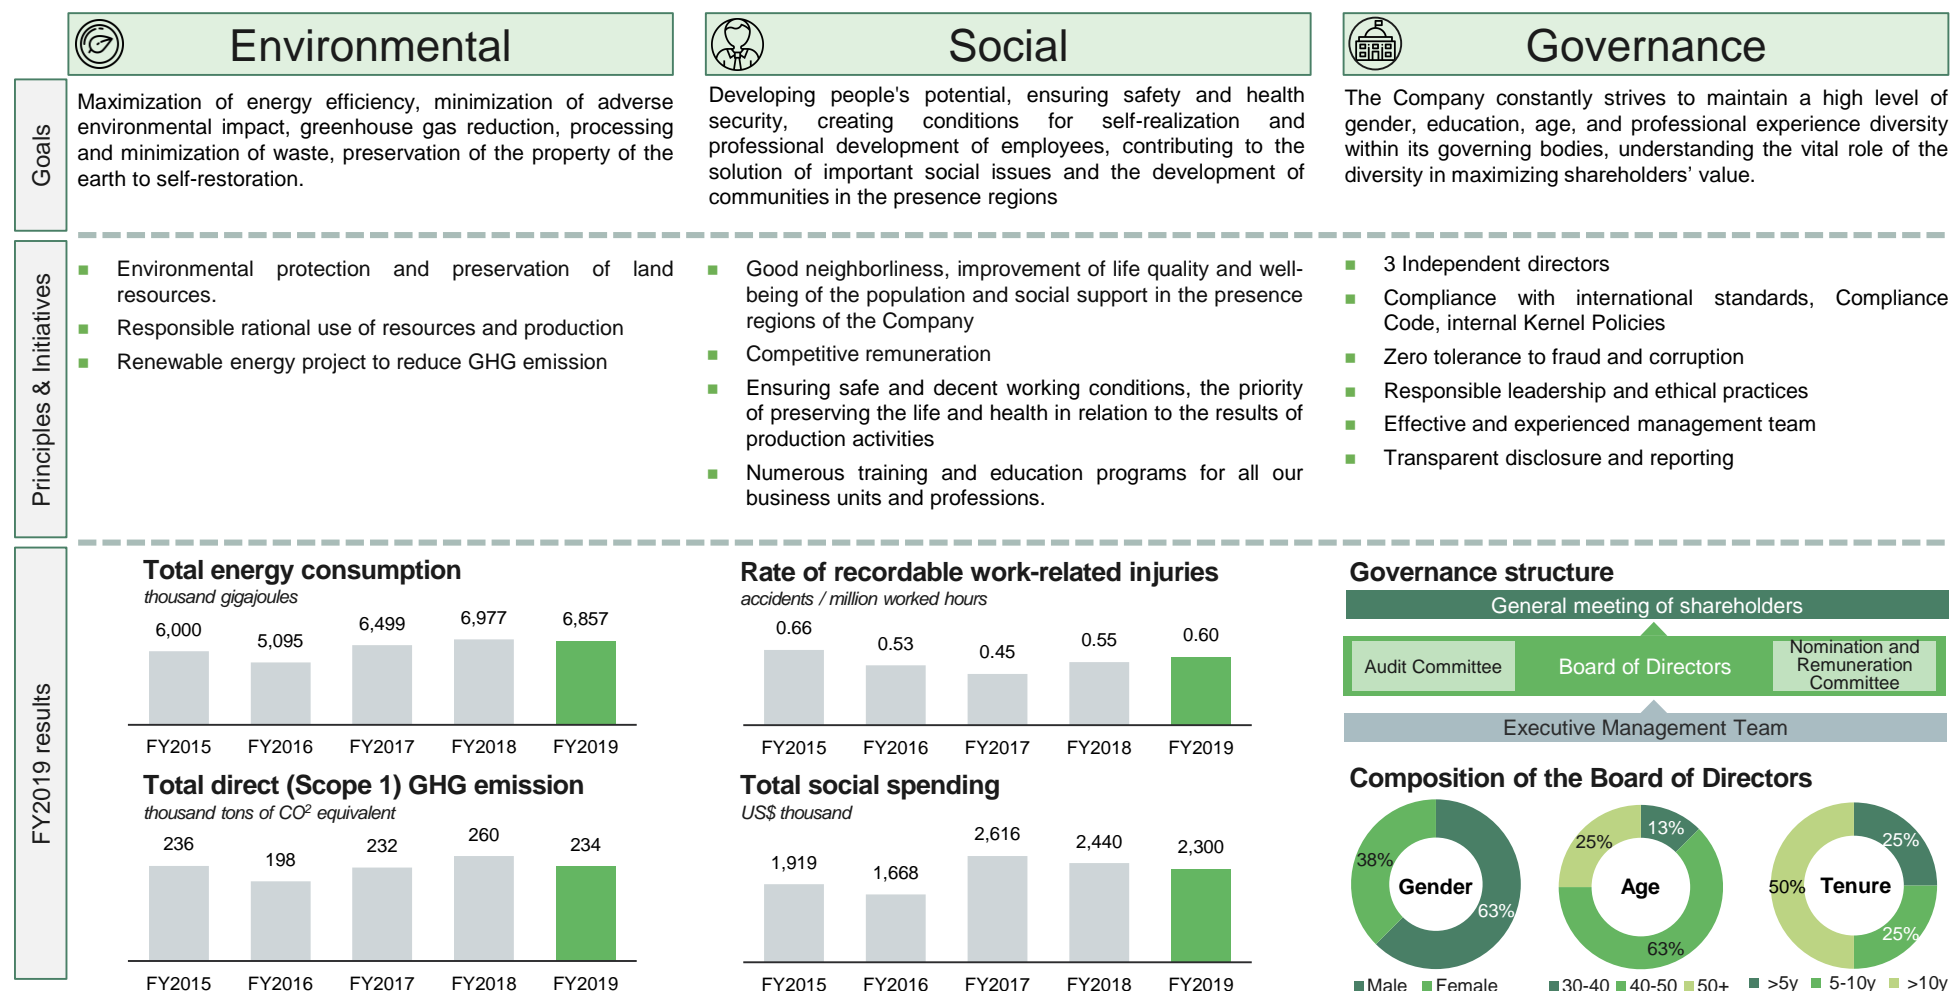 Environmental
Social
Governance
Goals
Maximization of energy efficiency, minimization of adverse
environmental impact, greenhouse gas reduction, processing
and minimization of waste, preservation of the property of the
earth to self-restoration.
Developing people's potential, ensuring safety and health
security, creating conditions for self-realization and
professional development of employees, contributing to the
solution of important social issues and the development of
communities in the presence regions
The Company constantly strives to maintain a high level of
gender, education, age, and professional experience diversity
within its governing bodies, understanding the vital role of the
diversity in maximizing shareholders' value.
Principles & Initiatives
Environmental protection and preservation of land
resources.
Responsible rational use of resources and production
Renewable energy project to reduce GHG emission
Good neighborliness, improvement of life quality and well-
being of the population and social support in the presence
regions of the Company
Competitive remuneration
Ensuring safe and decent working conditions, the priority
of preserving the life and health in relation to the results of
production activities
Numerous training and education programs for all our
business units and professions.
3 Independent directors
Compliance with international standards, Compliance
Code, internal Kernel Policies
Zero tolerance to fraud and corruption
Responsible leadership and ethical practices
Effective and experienced management team
Transparent disclosure and reporting
FY2019 results
Total energy consumption
thousand gigajoules
6,000 5,095 6,499 6,977 6,857
FY2015 FY2016 FY2017 FY2018 FY2019
Total direct (Scope 1) GHG emission
thousand tons of CO² equivalent
236 198 232 260 234
FY2015 FY2016 FY2017 FY2018 FY2019
Rate of recordable work-related injuries
accidents / million worked hours
0.66 0.53 0.45 0.55 0.60
FY2015 FY2016 FY2017 FY2018 FY2019
Total social spending
US$ thousand
1,919 1,668 2,616 2,440 2,300
FY2015 FY2016 FY2017 FY2018 FY2019
Governance structure
General meeting of shareholders
Audit Committee
Board of Directors
Nomination and
Remuneration
Committee
Executive Management Team
Composition of the Board of Directors
38%
Gender
63%
Male Female
25%
13%
Age
63%
30-40 40-50 50+
25%
50%
Tenure
25%
>5y 5-10y >10y